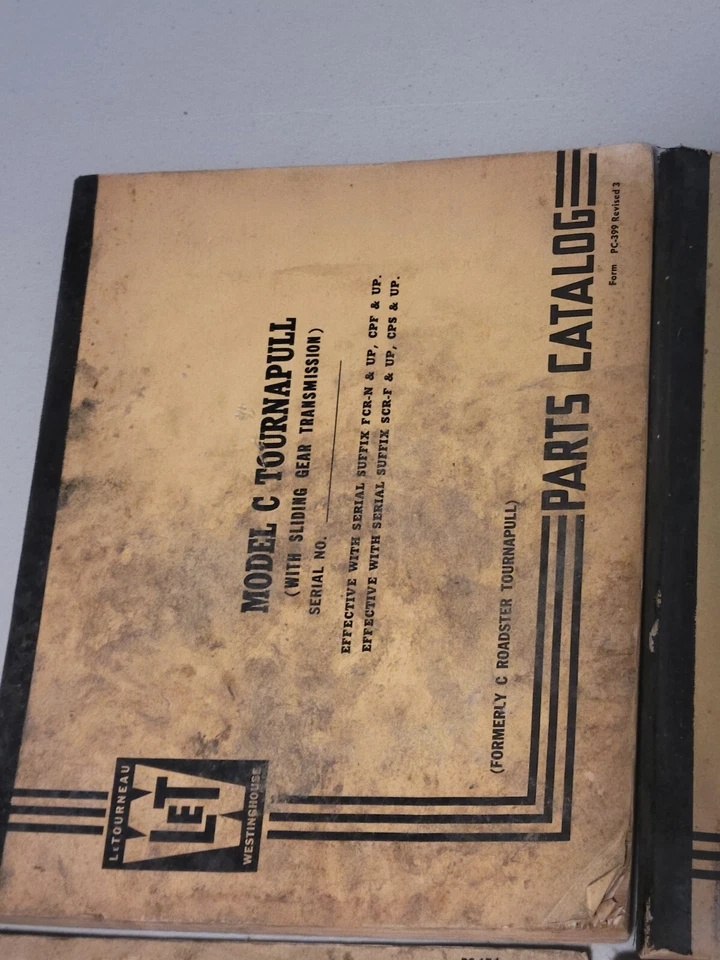 LeTOURNEAU
LeT
WESTINGHOUSE
MODEL C TOURNAPULL
(WITH SLIDING GEAR TRANSMISSION)
SERIAL NO.
EFFECTIVE WITH SERIAL SUFFIX FCR-N & UP, CPF & UP.
EFFECTIVE WITH SERIAL SUFFIX SCR-F & UP, CPS & UP.
(FORMERLY C ROADSTER TOURNAPULL)
PARTS CATALOG
Form PC-399 Revised 3